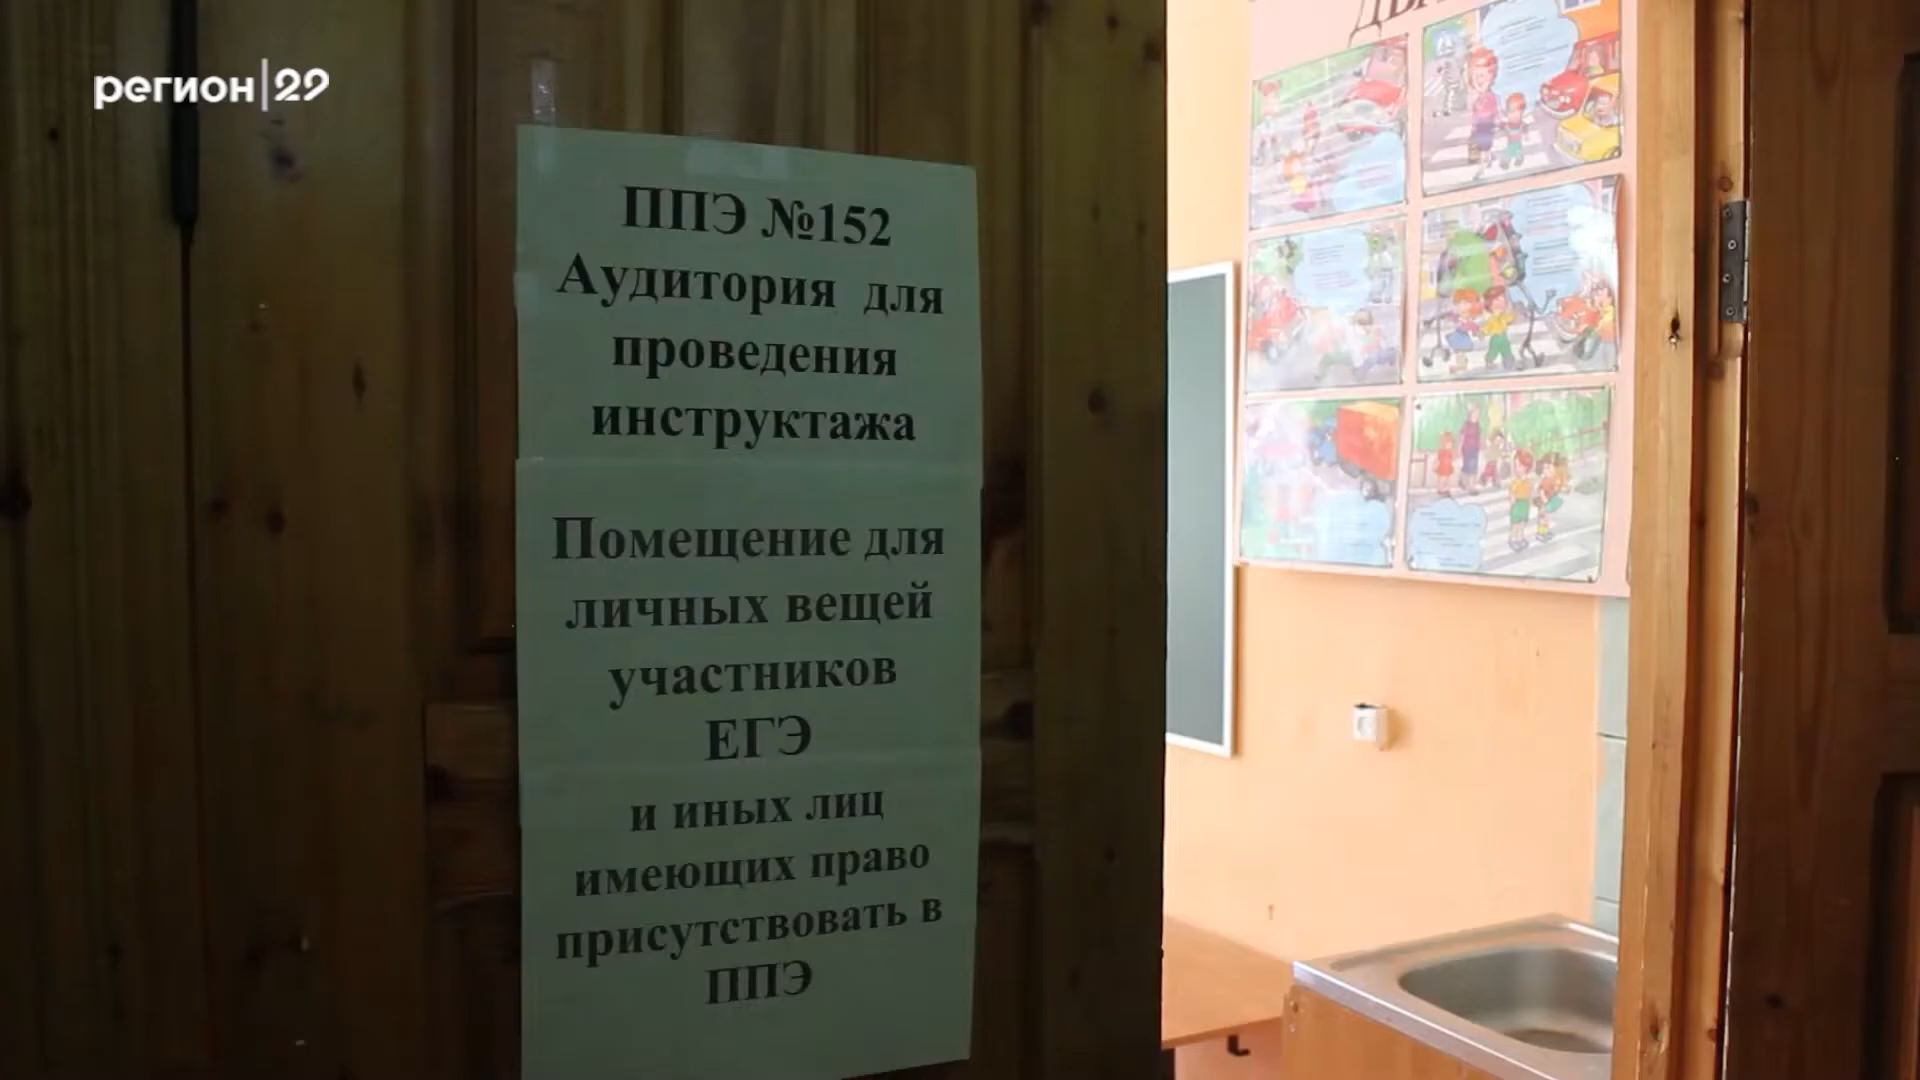 регион|29
ППЭ №152
Аудитория для
проведения
инструктажа
Помещение для
личных вещей
участников
ЕГЭ
и иных лиц
имеющих право
присутствовать в
ППЭ